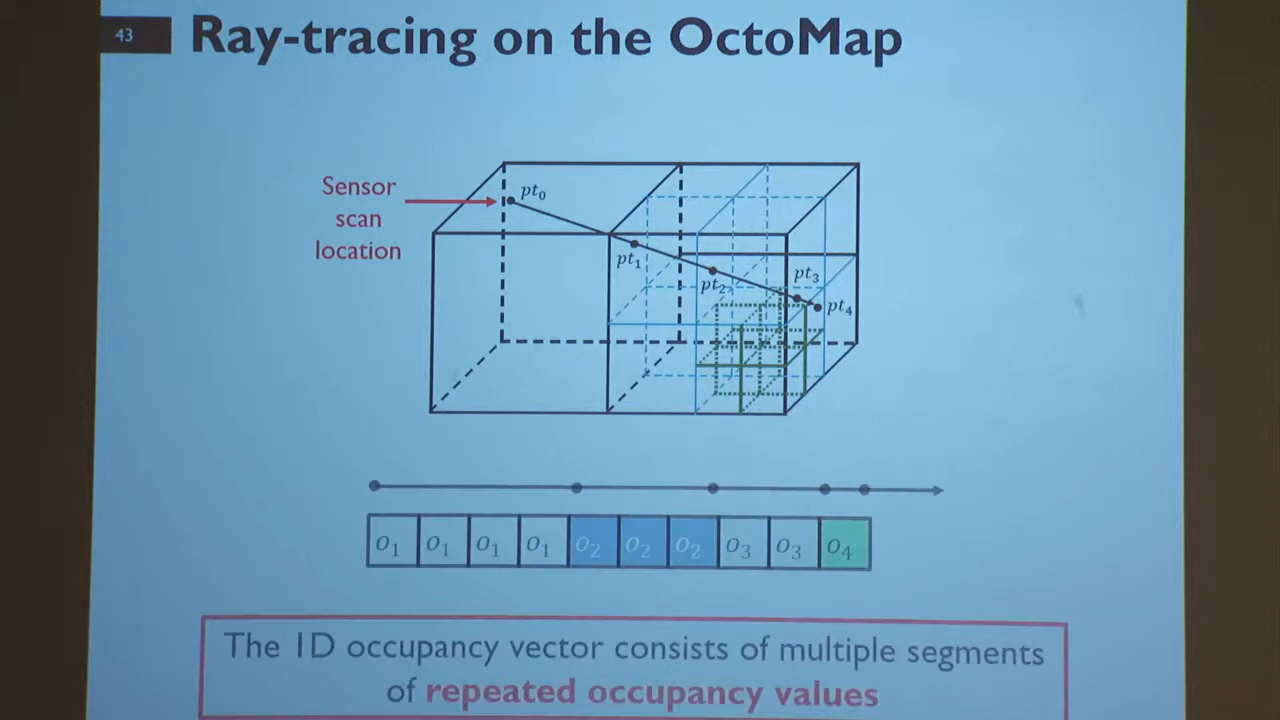 43
Ray-tracing on the OctoMap
Sensor
scan
location
pt₀
pt₁
pt₂
pt₃
pt₄
o₁ o₁ o₁ o₁ o₂ o₂ o₂ o₃ o₃ o₄
The 1D occupancy vector consists of multiple segments
of repeated occupancy values